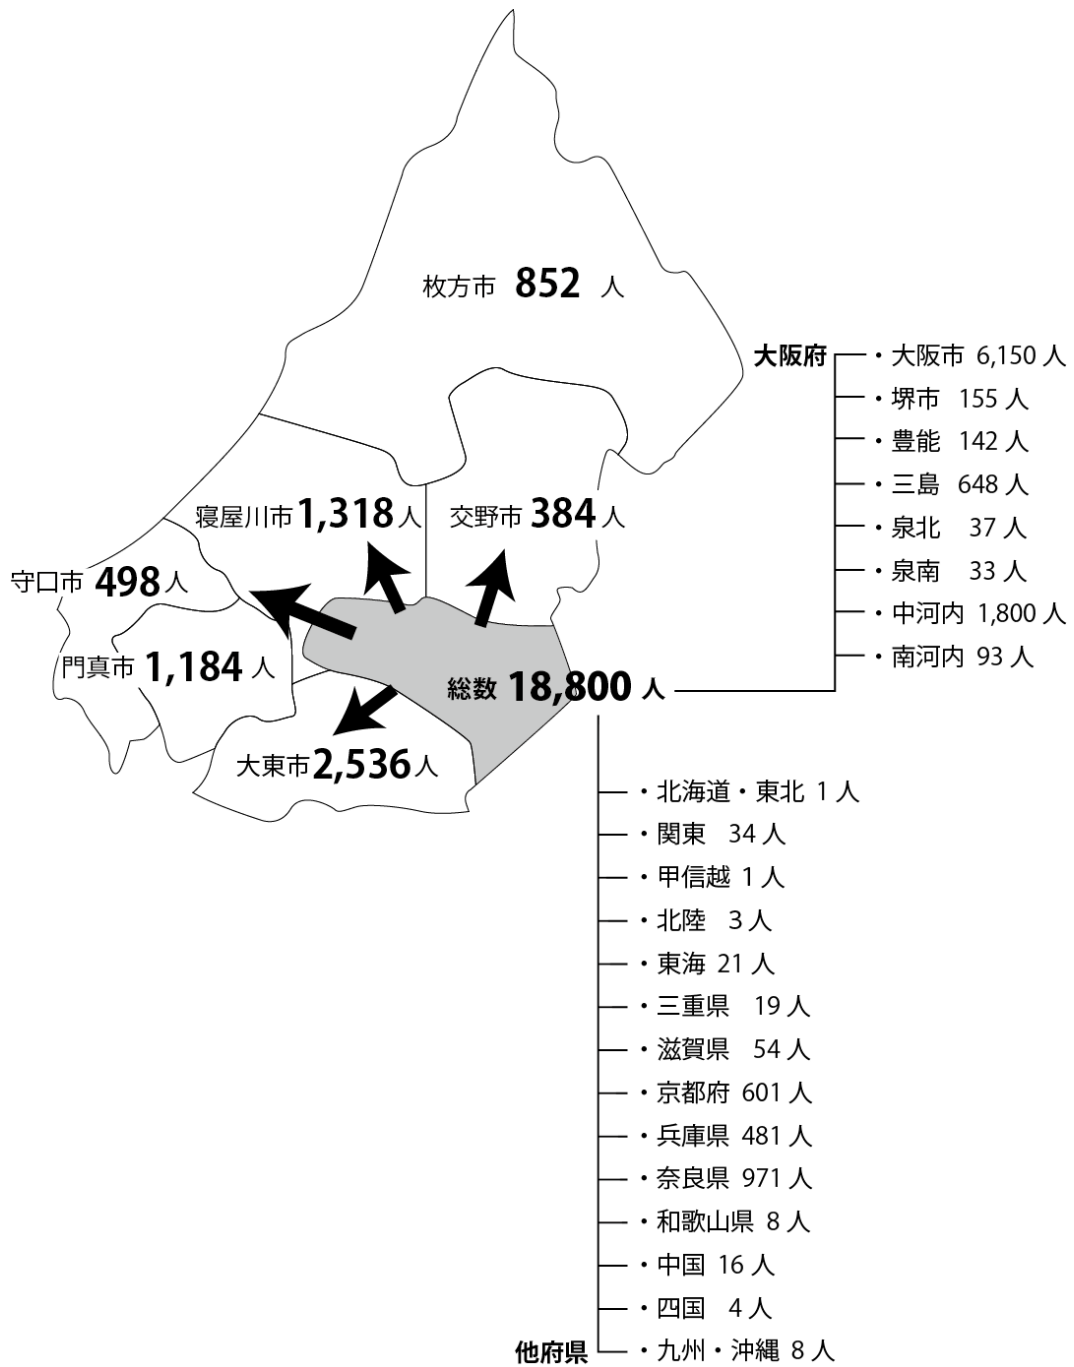 枚方市 852 人
大阪府
・大阪市 6,150 人
・堺市 155 人
・豊能 142 人
・三島 648 人
・泉北 37 人
・泉南 33 人
・中河内 1,800 人
・南河内 93 人
寝屋川市 1,318 人
交野市 384 人
守口市 498 人
門真市 1,184 人
総数 18,800 人
大東市 2,536 人
・北海道・東北 1 人
・関東 34 人
・甲信越 1 人
・北陸 3 人
・東海 21 人
・三重県 19 人
・滋賀県 54 人
・京都府 601 人
・兵庫県 481 人
・奈良県 971 人
・和歌山県 8 人
・中国 16 人
・四国 4 人
他府県
・九州・沖縄 8 人